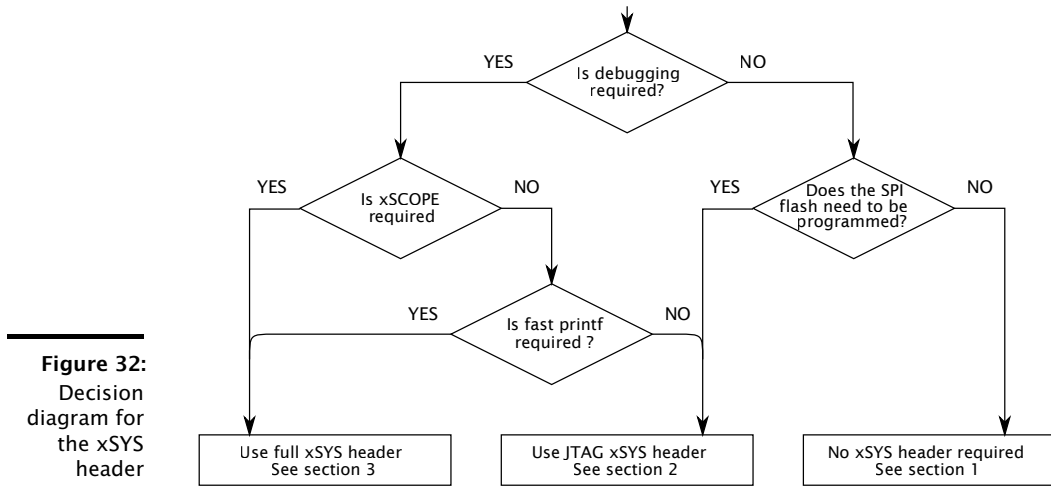 YES
Is debugging
required?
NO
YES
Is xSCOPE
required
NO
YES
Does the SPI
flash need to be
programmed?
NO
YES
Is fast printf
required ?
NO
Figure 32:
Decision
diagram for
the xSYS
header
Use full xSYS header
See section 3
Use JTAG xSYS header
See section 2
No xSYS header required
See section 1